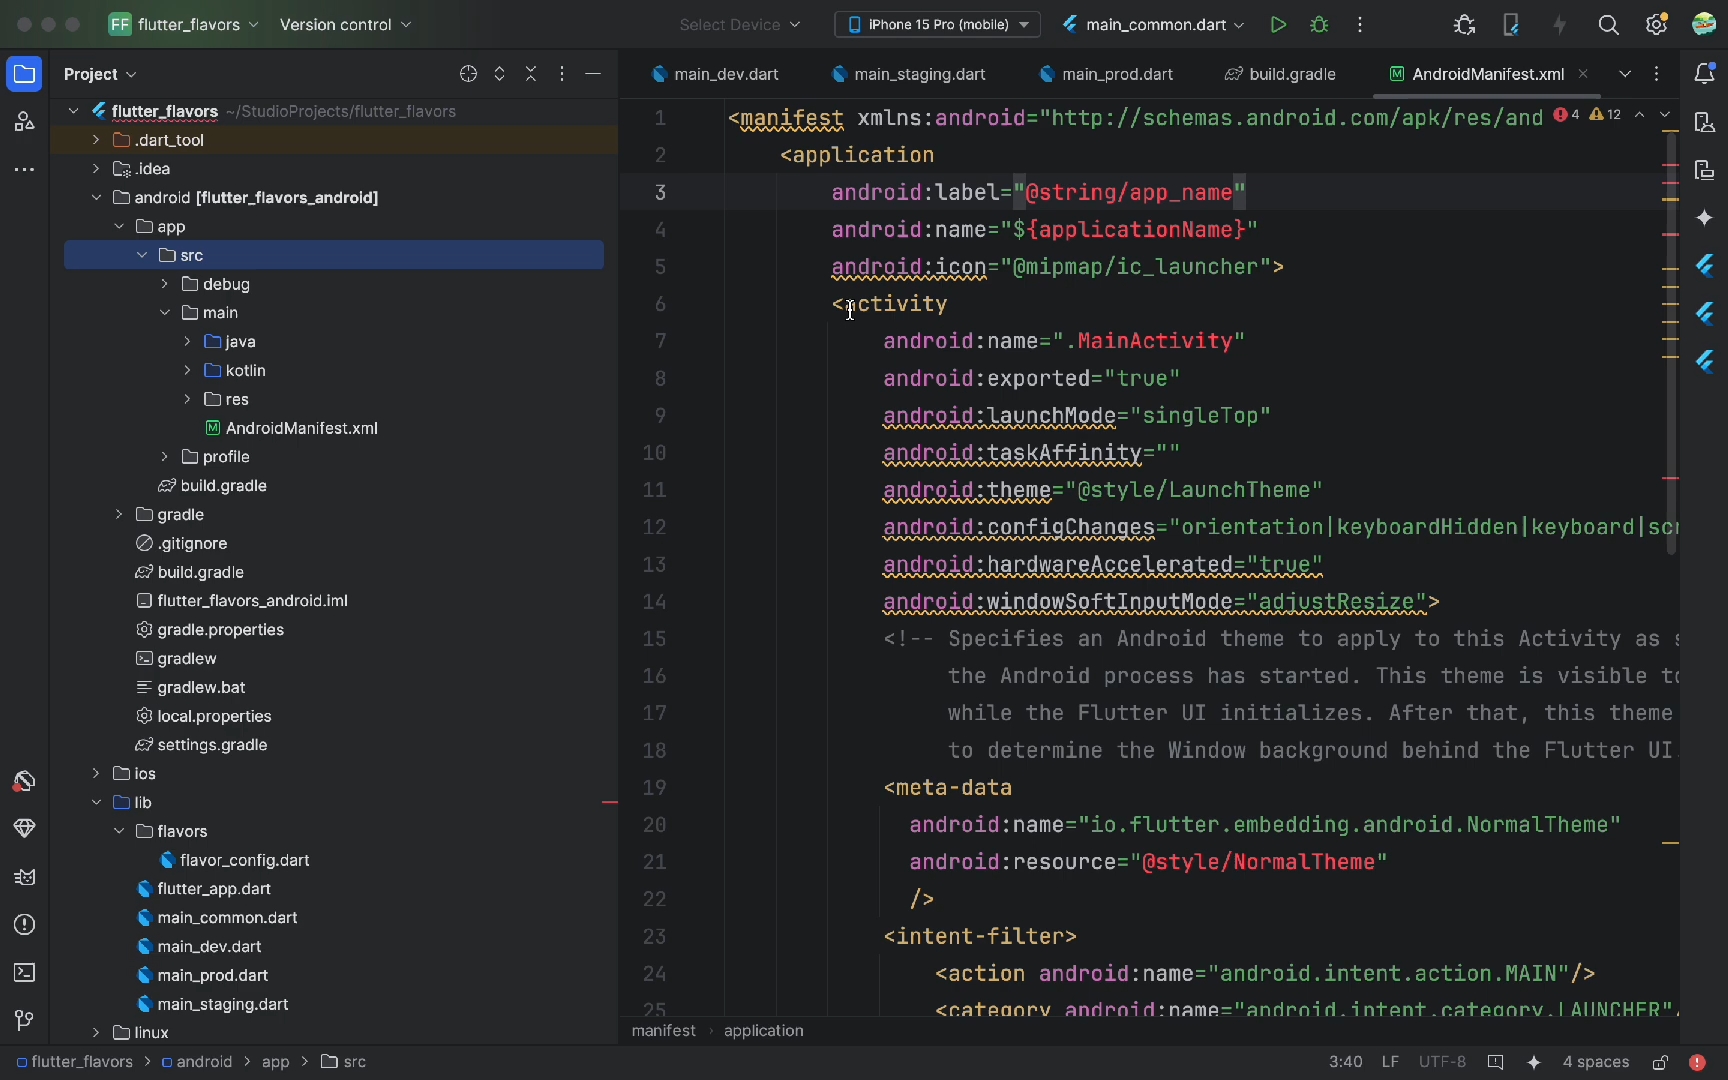 FF flutter_flavors Version control Select Device iPhone 15 Pro (mobile) main_common.dart
Project
flutter_flavors ~/StudioProjects/flutter_flavors
.dart_tool
.idea
android [flutter_flavors_android]
app
src
debug
main
java
kotlin
res
AndroidManifest.xml
profile
build.gradle
gradle
.gitignore
build.gradle
flutter_flavors_android.iml
gradle.properties
gradlew
gradlew.bat
local.properties
settings.gradle
ios
lib
flavors
flavor_config.dart
flutter_app.dart
main_common.dart
main_dev.dart
main_prod.dart
main_staging.dart
linux
main_dev.dart main_staging.dart main_prod.dart build.gradle AndroidManifest.xml
4 12
1 <manifest xmlns:android="http://schemas.android.com/apk/res/and
2 <application
3 android:label="@string/app_name"
4 android:name="${applicationName}"
5 android:icon="@mipmap/ic_launcher">
6 <activity
7 android:name=".MainActivity"
8 android:exported="true"
9 android:launchMode="singleTop"
10 android:taskAffinity=""
11 android:theme="@style/LaunchTheme"
12 android:configChanges="orientation|keyboardHidden|keyboard|scr
13 android:hardwareAccelerated="true"
14 android:windowSoftInputMode="adjustResize">
15 <!-- Specifies an Android theme to apply to this Activity as s
16 the Android process has started. This theme is visible to
17 while the Flutter UI initializes. After that, this theme
18 to determine the Window background behind the Flutter UI.
19 <meta-data
20 android:name="io.flutter.embedding.android.NormalTheme"
21 android:resource="@style/NormalTheme"
22 />
23 <intent-filter>
24 <action android:name="android.intent.action.MAIN"/>
25 <category android:name="android.intent.category.LAUNCHER"/
manifest application
flutter_flavors android app src 3:40 LF UTF-8 4 spaces